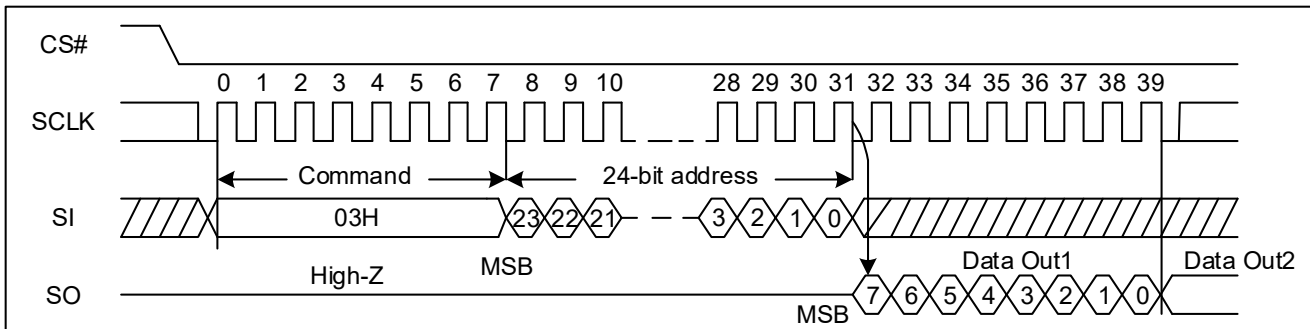 CS#
0 1 2 3 4 5 6 7 8 9 10 28 29 30 31 32 33 34 35 36 37 38 39
SCLK
Command 24-bit address
SI 03H 23 22 21 3 2 1 0
High-Z MSB Data Out1 Data Out2
SO 7 6 5 4 3 2 1 0
MSB